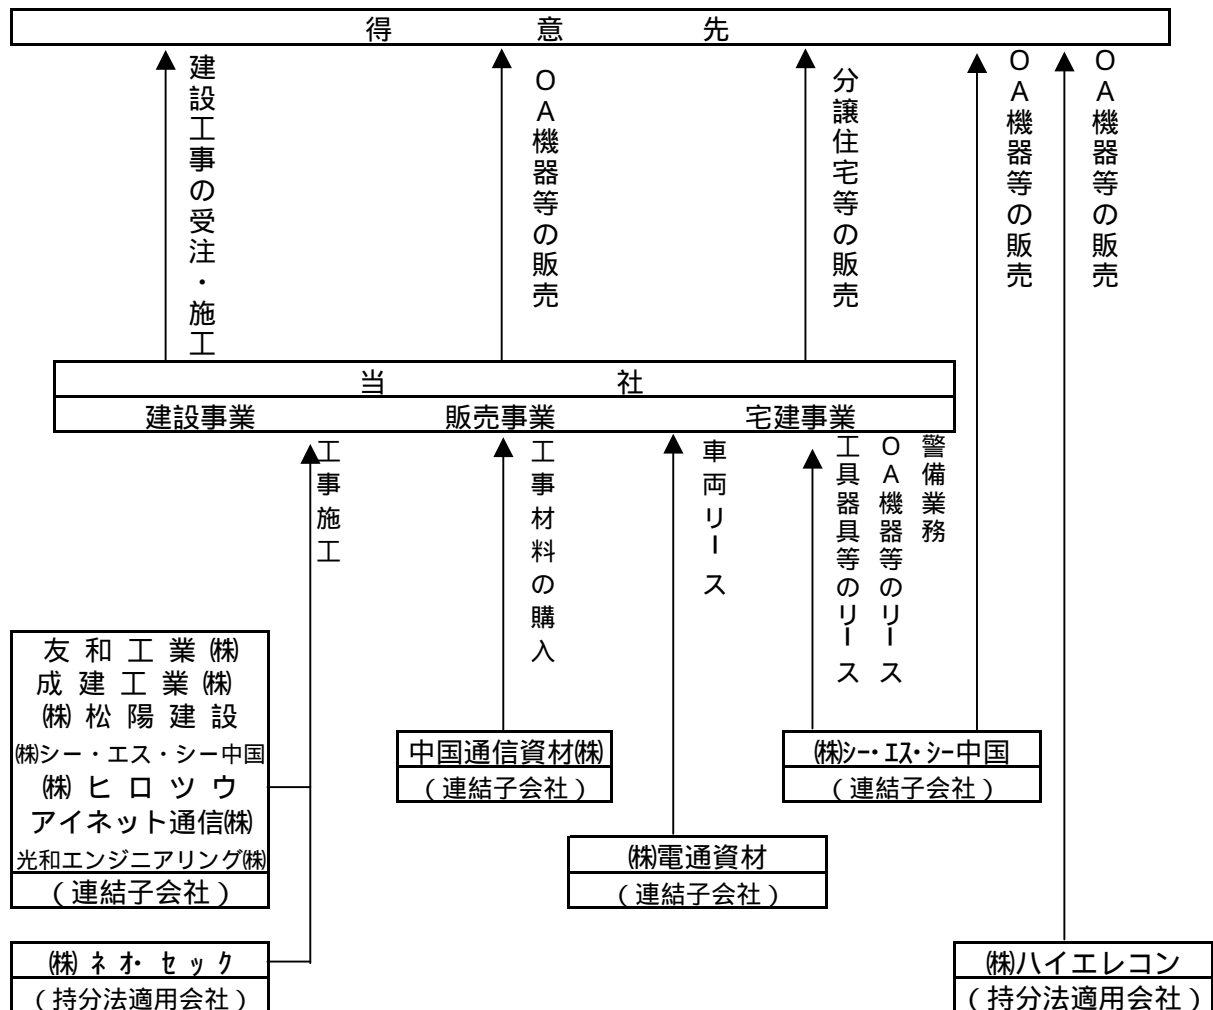 得意先
建設工事の受注・施工
OA機器等の販売
分譲住宅等の販売
OA機器等の販売
OA機器等の販売
当社
建設事業
販売事業
宅建事業
工事施工
工事材料の購入
車両リース
警備業務
OA機器等のリース
工具器具等のリース
友和工業㈱
成建工業㈱
㈱松陽建設
㈱シー・エス・シー中国
㈱ヒロツウ
アイネット通信㈱
光和エンジニアリング㈱
(連結子会社)
中国通信資材㈱
(連結子会社)
㈱ｼｰ・ｴｽ・ｼｰ中国
(連結子会社)
㈱電通資材
(連結子会社)
㈱ﾈｵ・ｾｯｸ
(持分法適用会社)
㈱ハイエレコン
(持分法適用会社)